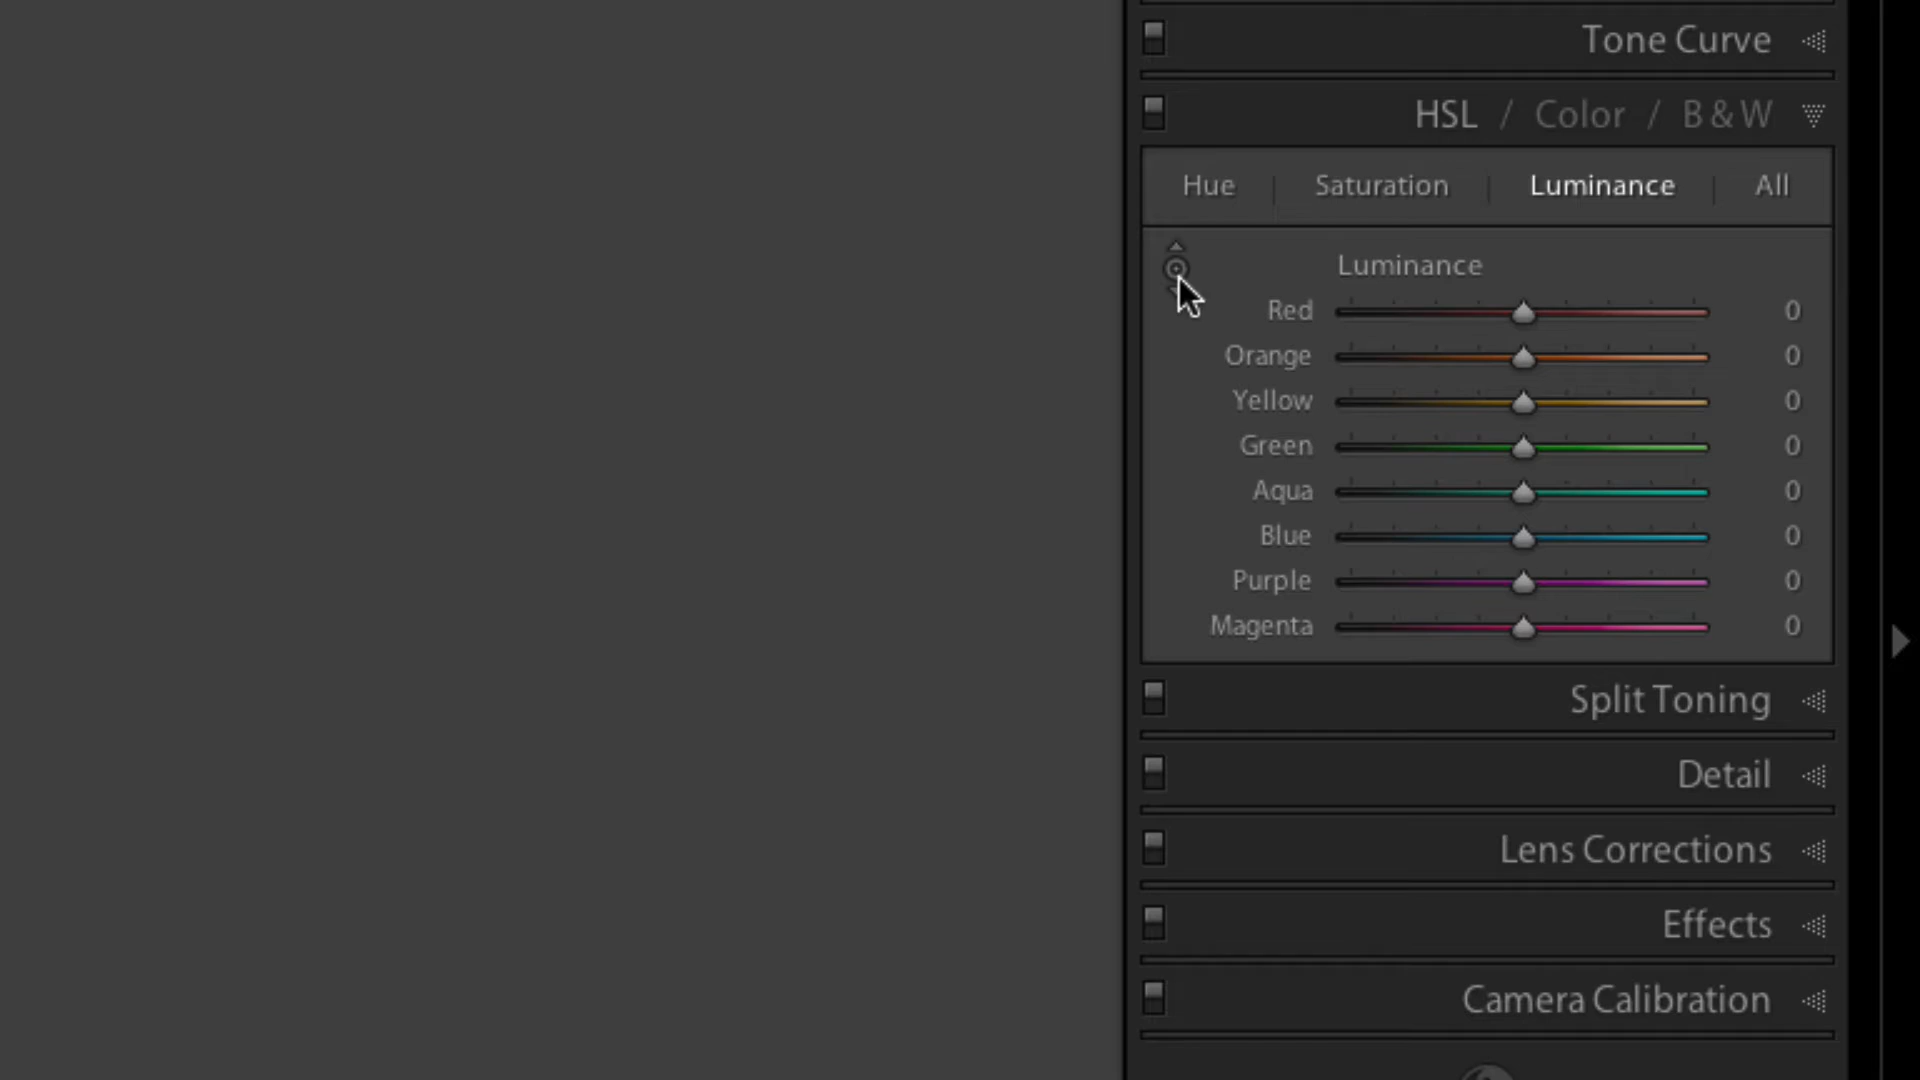 Tone Curve
HSL / Color / B & W
Hue | Saturation | Luminance | All
Luminance
Red 0
Orange 0
Yellow 0
Green 0
Aqua 0
Blue 0
Purple 0
Magenta 0
Split Toning
Detail
Lens Corrections
Effects
Camera Calibration